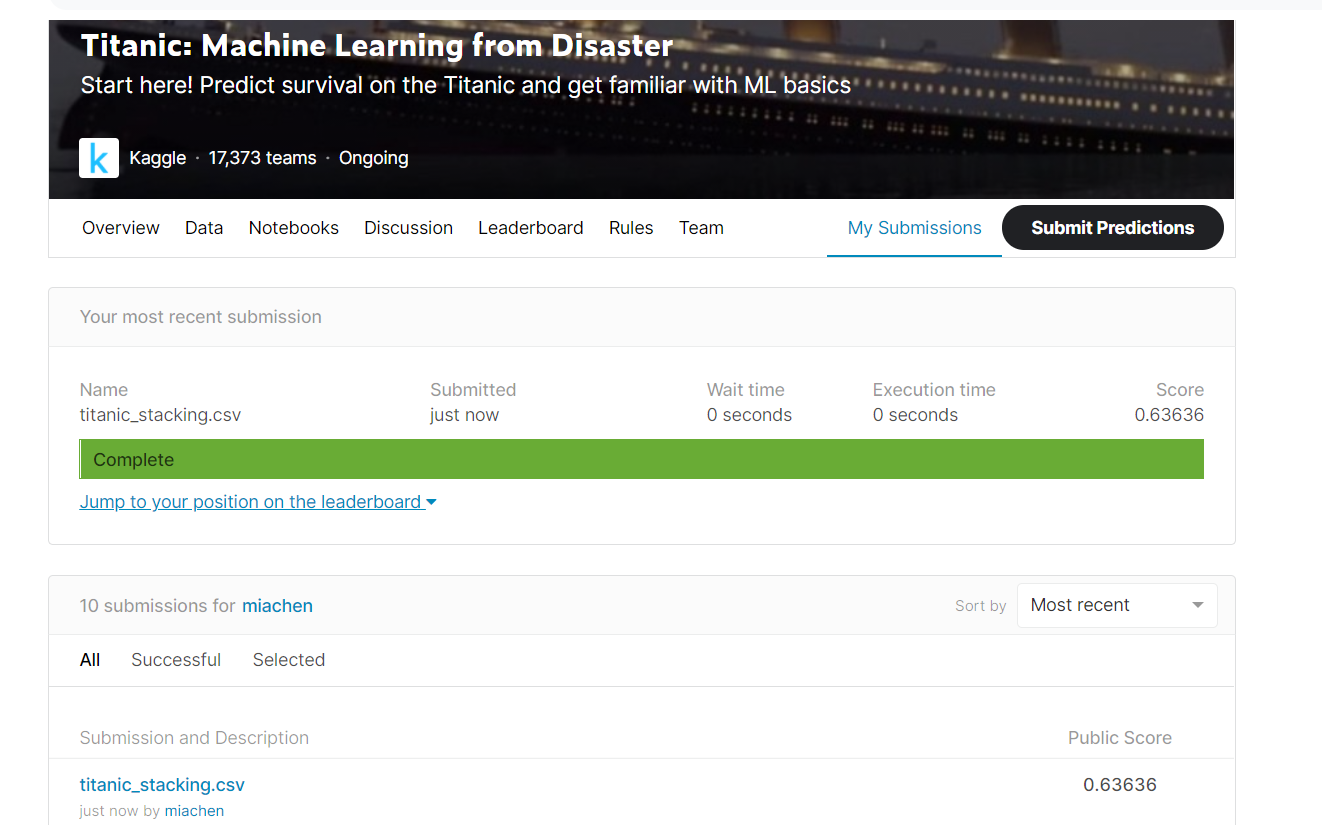 Titanic: Machine Learning from Disaster
Start here! Predict survival on the Titanic and get familiar with ML basics
k Kaggle · 17,373 teams · Ongoing
Overview Data Notebooks Discussion Leaderboard Rules Team My Submissions Submit Predictions
Your most recent submission
Name Submitted Wait time Execution time Score
titanic_stacking.csv just now 0 seconds 0 seconds 0.63636
Complete
Jump to your position on the leaderboard
10 submissions for miachen Sort by Most recent
All Successful Selected
Submission and Description Public Score
titanic_stacking.csv 0.63636
just now by miachen